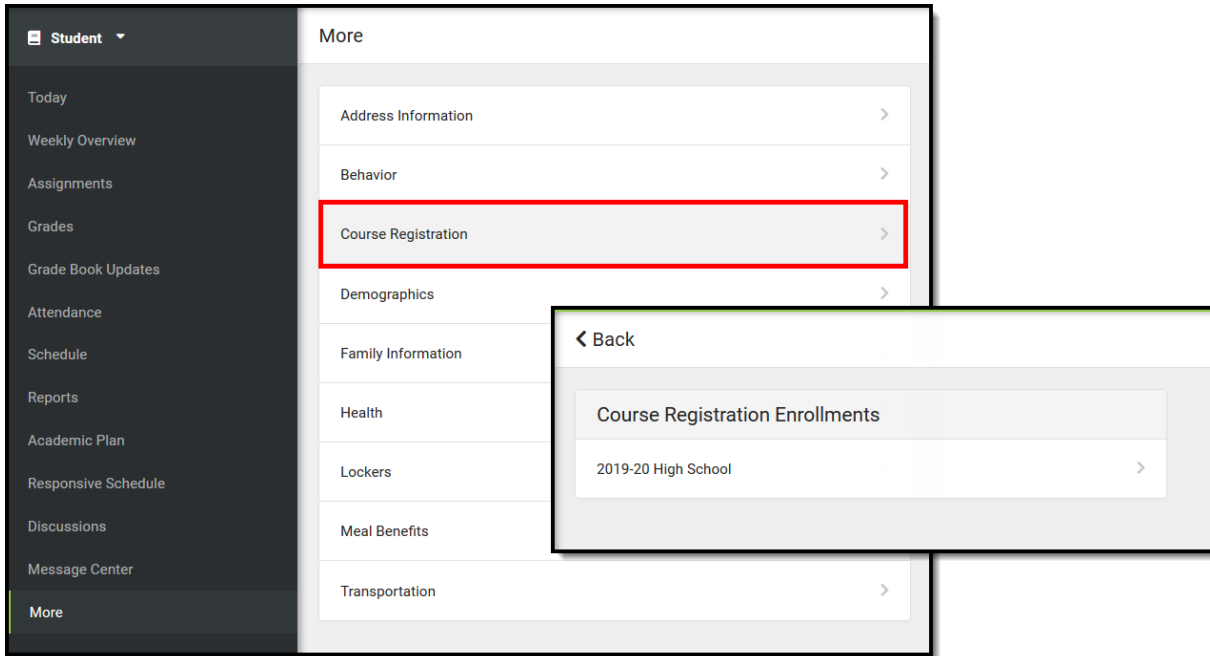 Student
Today
Weekly Overview
Assignments
Grades
Grade Book Updates
Attendance
Schedule
Reports
Academic Plan
Responsive Schedule
Discussions
Message Center
More
More
Address Information
Behavior
Course Registration
Demographics
Family Information
Health
Lockers
Meal Benefits
Transportation
Back
Course Registration Enrollments
2019-20 High School